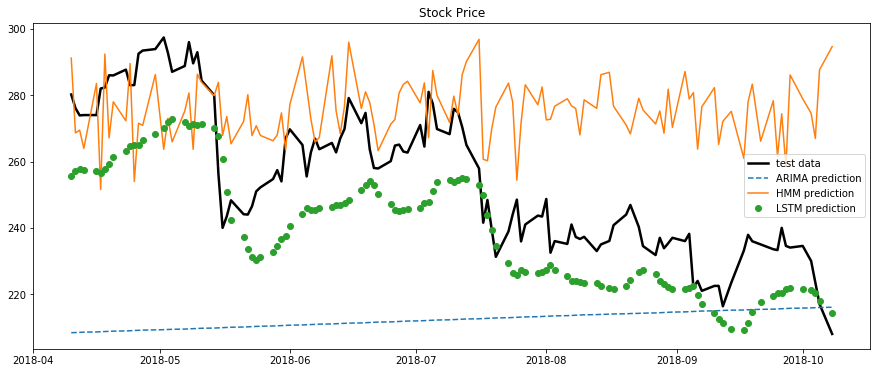 Stock Price
300
280
260
240
220
test data
ARIMA prediction
HMM prediction
LSTM prediction
2018-04
2018-05
2018-06
2018-07
2018-08
2018-09
2018-10